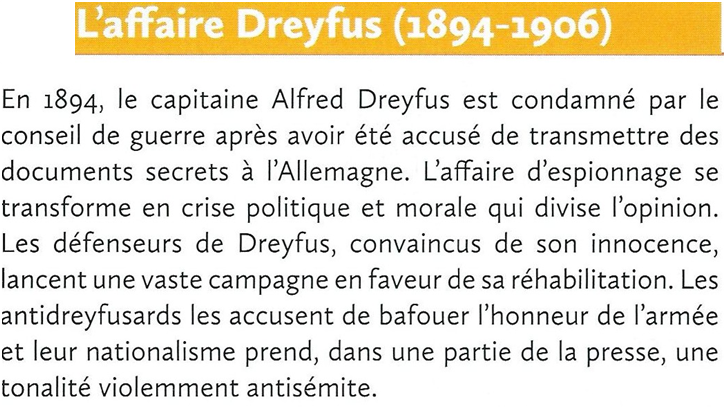 L'affaire Dreyfus (1894-1906)
En 1894, le capitaine Alfred Dreyfus est condamné par le
conseil de guerre après avoir été accusé de transmettre des
documents secrets à l'Allemagne. L'affaire d'espionnage se
transforme en crise politique et morale qui divise l'opinion.
Les défenseurs de Dreyfus, convaincus de son innocence,
lancent une vaste campagne en faveur de sa réhabilitation. Les
antidreyfusards les accusent de bafouer l'honneur de l'armée
et leur nationalisme prend, dans une partie de la presse, une
tonalité violemment antisémite.